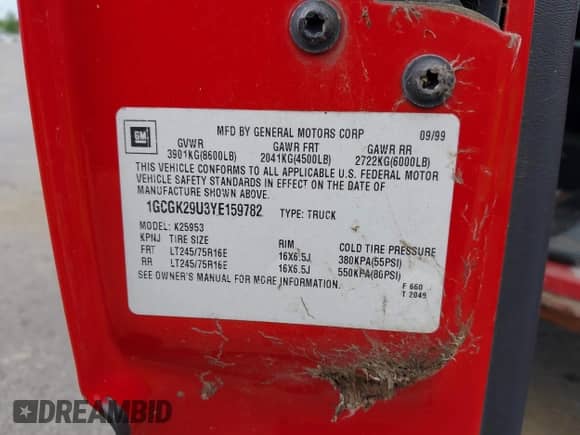 GM
MFD BY GENERAL MOTORS CORP 09/99
GVWR GAWR FRT GAWR RR
3901KG(8600LB) 2041KG(4500LB) 2722KG(6000LB)
THIS VEHICLE CONFORMS TO ALL APPLICABLE U.S. FEDERAL MOTOR
VEHICLE SAFETY STANDARDS IN EFFECT ON THE DATE OF
MANUFACTURE SHOWN ABOVE.
1GCGK29U3YE159782 TYPE: TRUCK
MODEL: K25953
KPNJ TIRE SIZE RIM COLD TIRE PRESSURE
FRT LT245/75R16E 16X6.5J 380KPA(55PSI)
RR LT245/75R16E 16X6.5J 550KPA(80PSI)
SEE OWNER'S MANUAL FOR MORE INFORMATION.
F 660
T 2049
DREAMBID